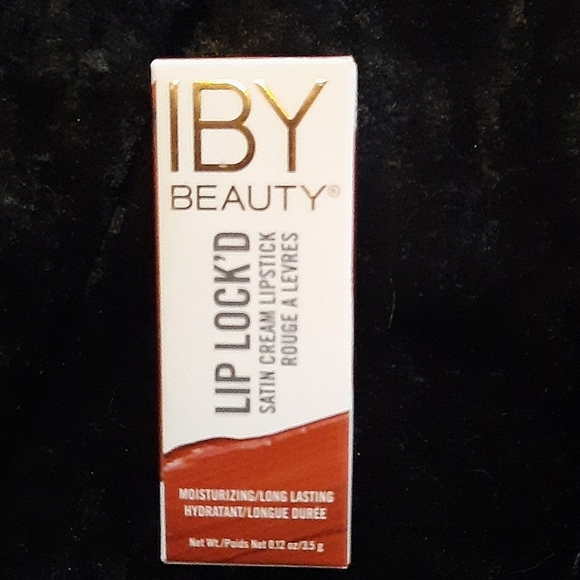 IBY
BEAUTY®
LIP LOCK'D
SATIN CREAM LIPSTICK
ROUGE A LEVRES
MOISTURIZING/LONG LASTING
HYDRATANT/LONGUE DURÉE
Net Wt./Poids Net 0.12 oz/3.5 g